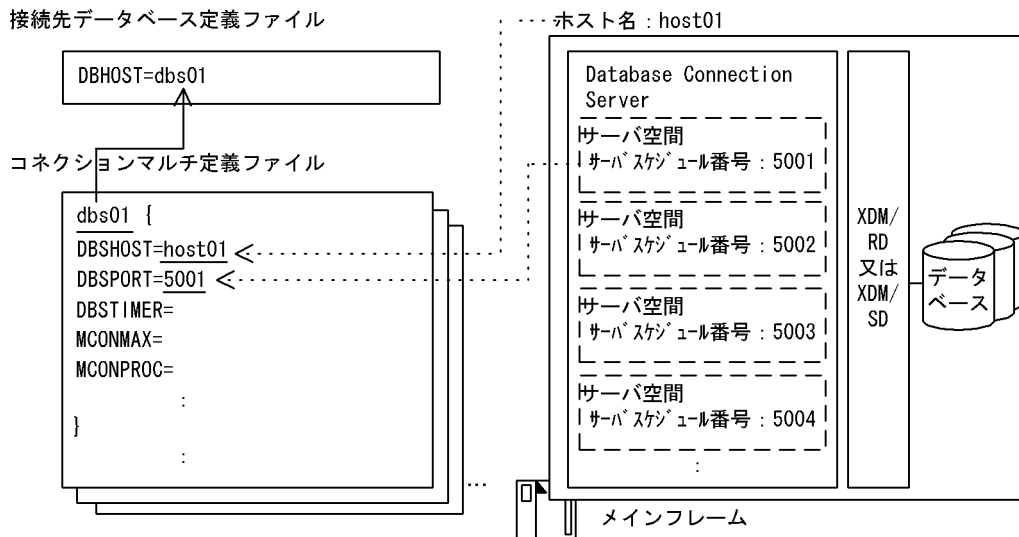 接続先データベース定義ファイル
DBHOST=dbs01
コネクションマルチ定義ファイル
dbs01 {
DBSHOST=host01
DBSPORT=5001
DBSTIMER=
MCONMAX=
MCONPROC=
:
}
:
...
ホスト名：host01
Database Connection
Server
サーバ空間
ｻｰﾊﾞｽｹｼﾞｭｰﾙ番号：5001
サーバ空間
ｻｰﾊﾞｽｹｼﾞｭｰﾙ番号：5002
サーバ空間
ｻｰﾊﾞｽｹｼﾞｭｰﾙ番号：5003
サーバ空間
ｻｰﾊﾞｽｹｼﾞｭｰﾙ番号：5004
:
XDM/
RD
又は
XDM/
SD
データ
ベース
メインフレーム